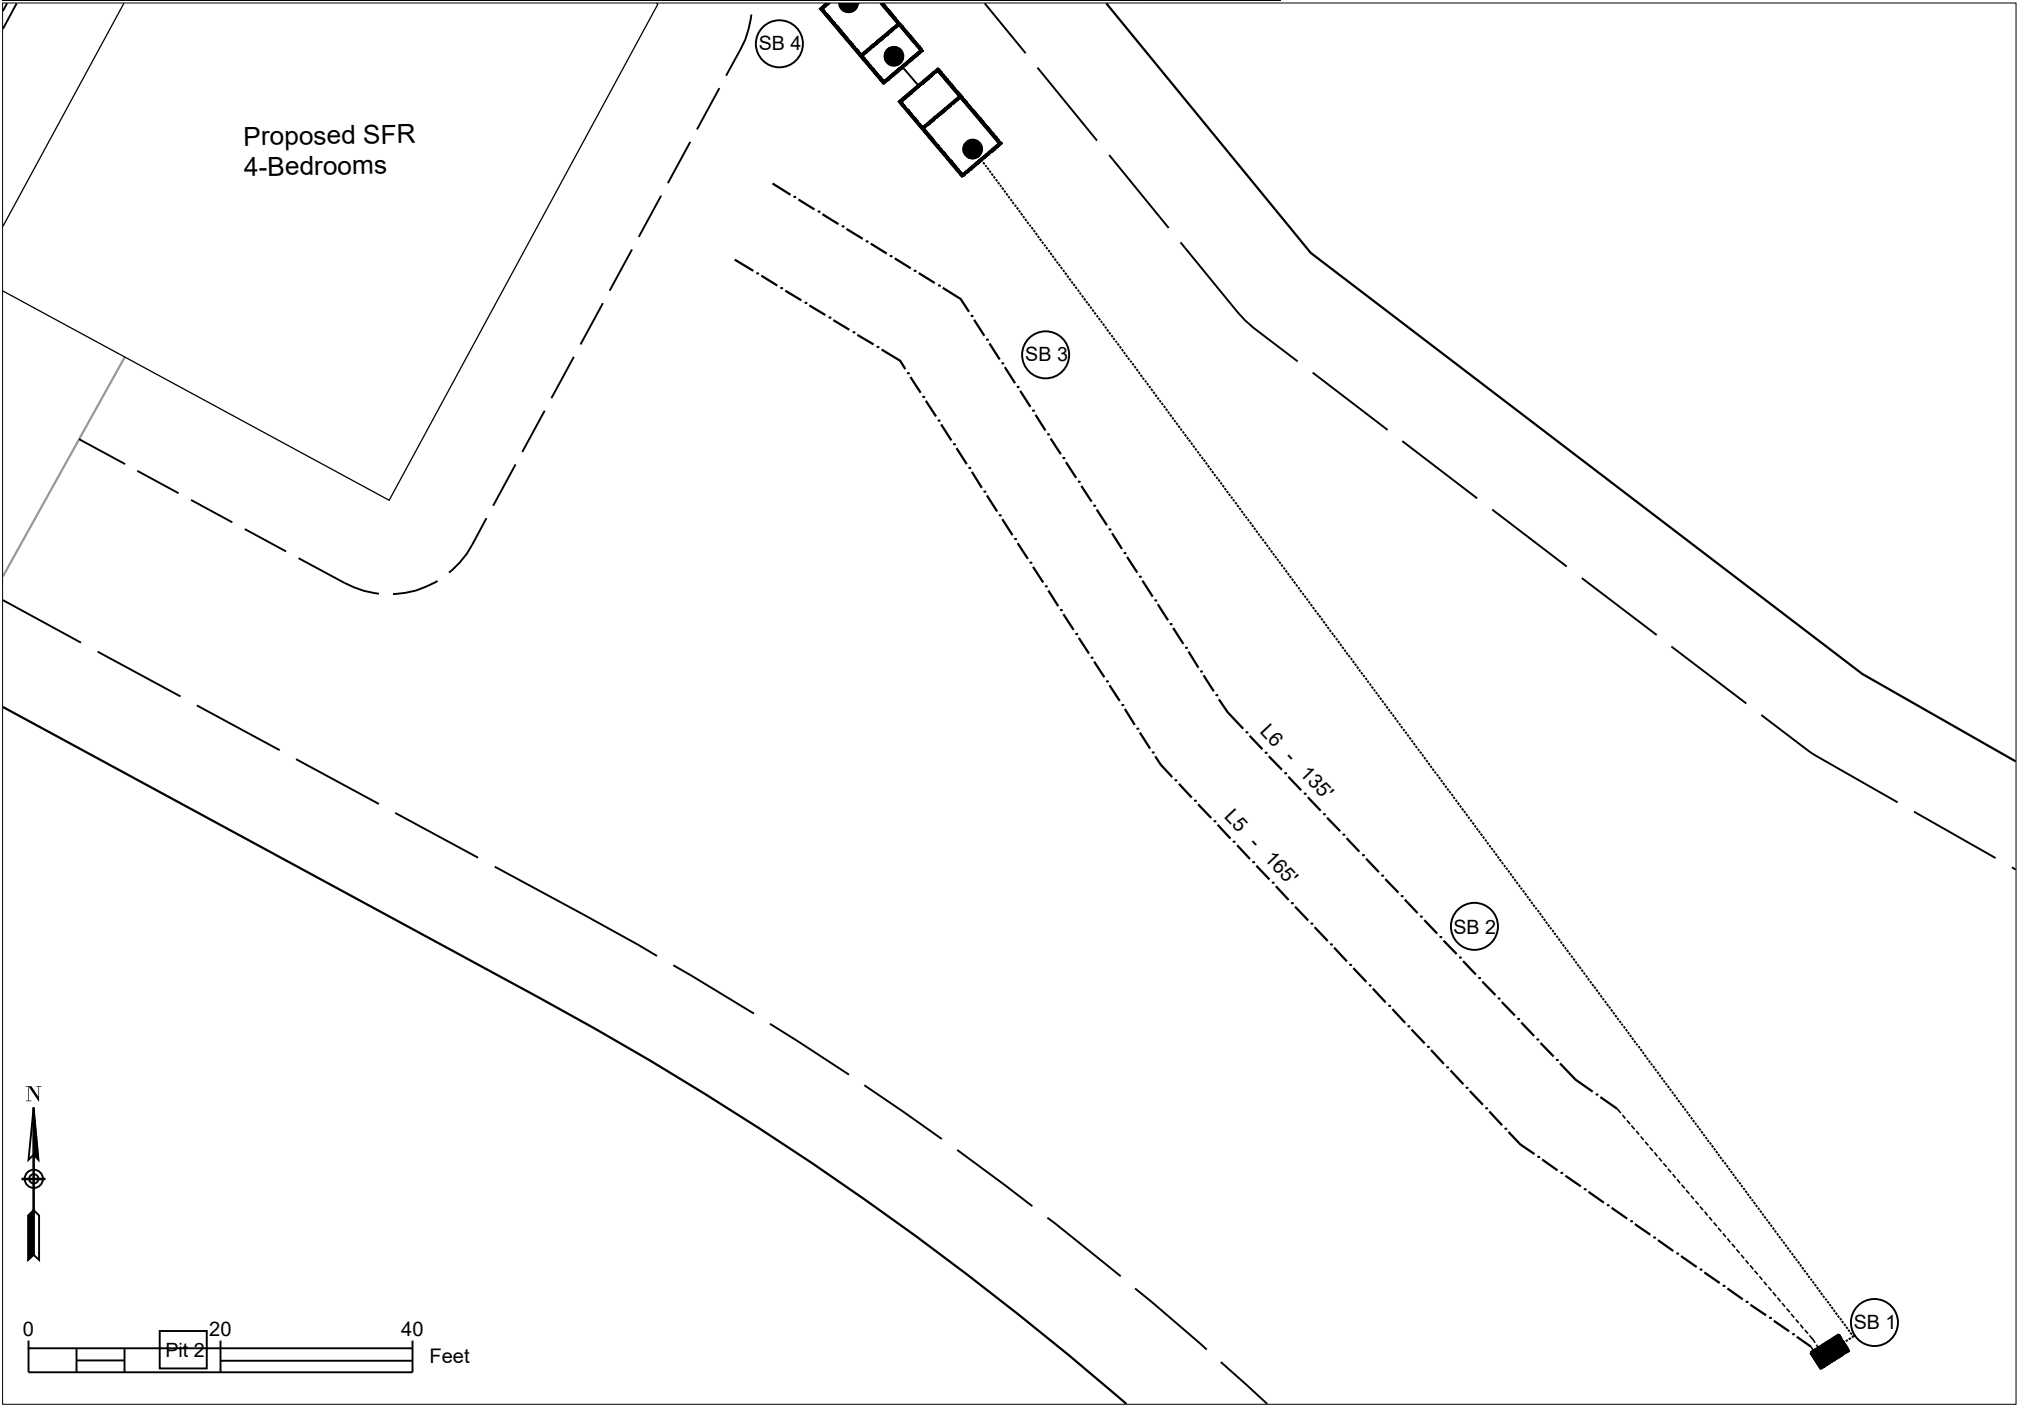 SB 4
Proposed SFR
4-Bedrooms
SB 3
L6 - 135'
L5 - 165'
SB 2
N
SB 1
0 20 40
Pit 2
Feet